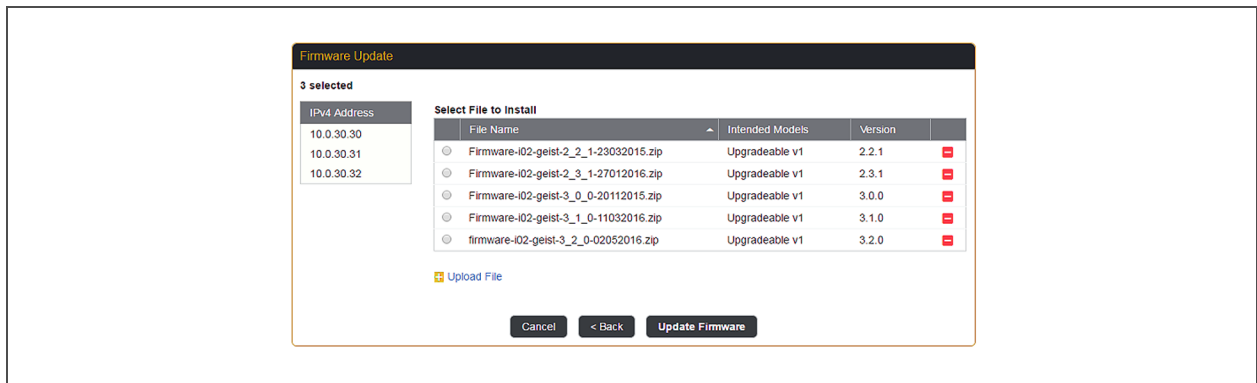 Firmware Update
3 selected
IPv4 Address
10.0.30.30
10.0.30.31
10.0.30.32
Select File to Install
File Name Intended Models Version
Firmware-i02-geist-2_2_1-23032015.zip Upgradeable v1 2.2.1
Firmware-i02-geist-2_3_1-27012016.zip Upgradeable v1 2.3.1
Firmware-i02-geist-3_0_0-20112015.zip Upgradeable v1 3.0.0
Firmware-i02-geist-3_1_0-11032016.zip Upgradeable v1 3.1.0
firmware-i02-geist-3_2_0-02052016.zip Upgradeable v1 3.2.0
Upload File
Cancel < Back Update Firmware